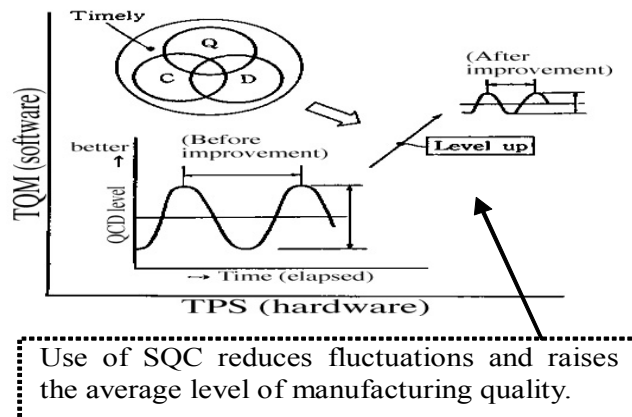 Timely
Q
C
D
(After
improvement)
better
(Before
improvement)
Level up
QCD level
→ Time (elapsed)
TQM (software)
TPS (hardware)
Use of SQC reduces fluctuations and raises
the average level of manufacturing quality.